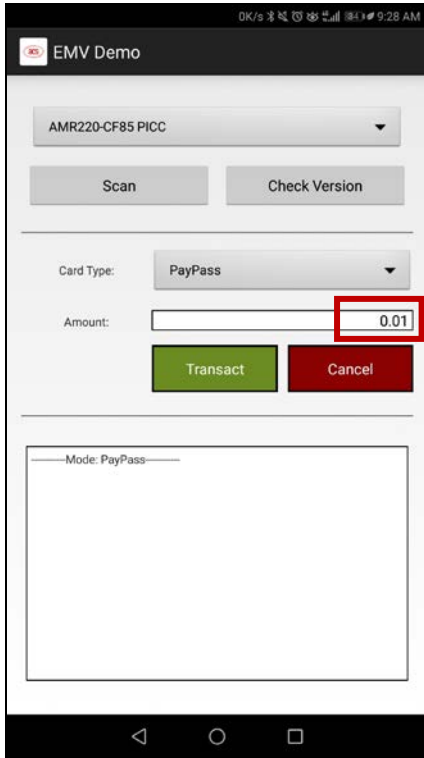 0K/s 9:28 AM
EMV Demo
AMR220-CF85 PICC
Scan Check Version
Card Type: PayPass
Amount: 0.01
Transact Cancel
--------Mode: PayPass--------